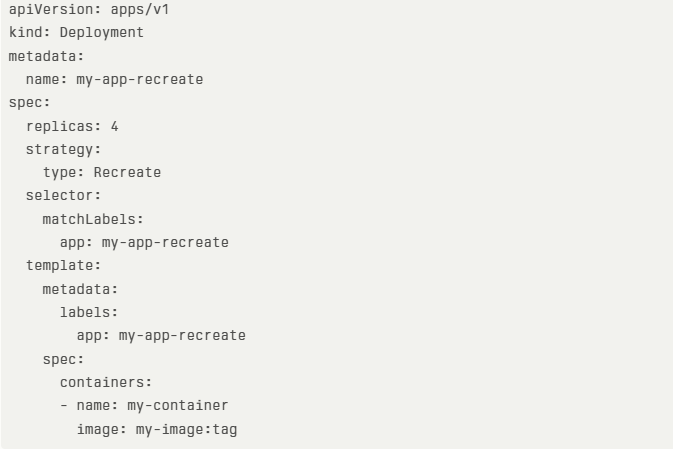 apiVersion: apps/v1
kind: Deployment
metadata:
  name: my-app-recreate
spec:
  replicas: 4
  strategy:
    type: Recreate
  selector:
    matchLabels:
      app: my-app-recreate
  template:
    metadata:
      labels:
        app: my-app-recreate
    spec:
      containers:
      - name: my-container
        image: my-image:tag